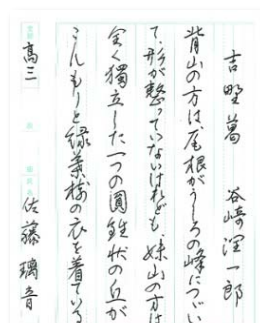 吉野葛 谷崎潤一郎
背山の方は、尾根がうしろの峰につゞい
て、形が整っていないけれども、妹山の方は
全く獨立した一つの圓錐状の丘が
こんもりと緑葉樹の衣を着ている
高三
佐藤璃音